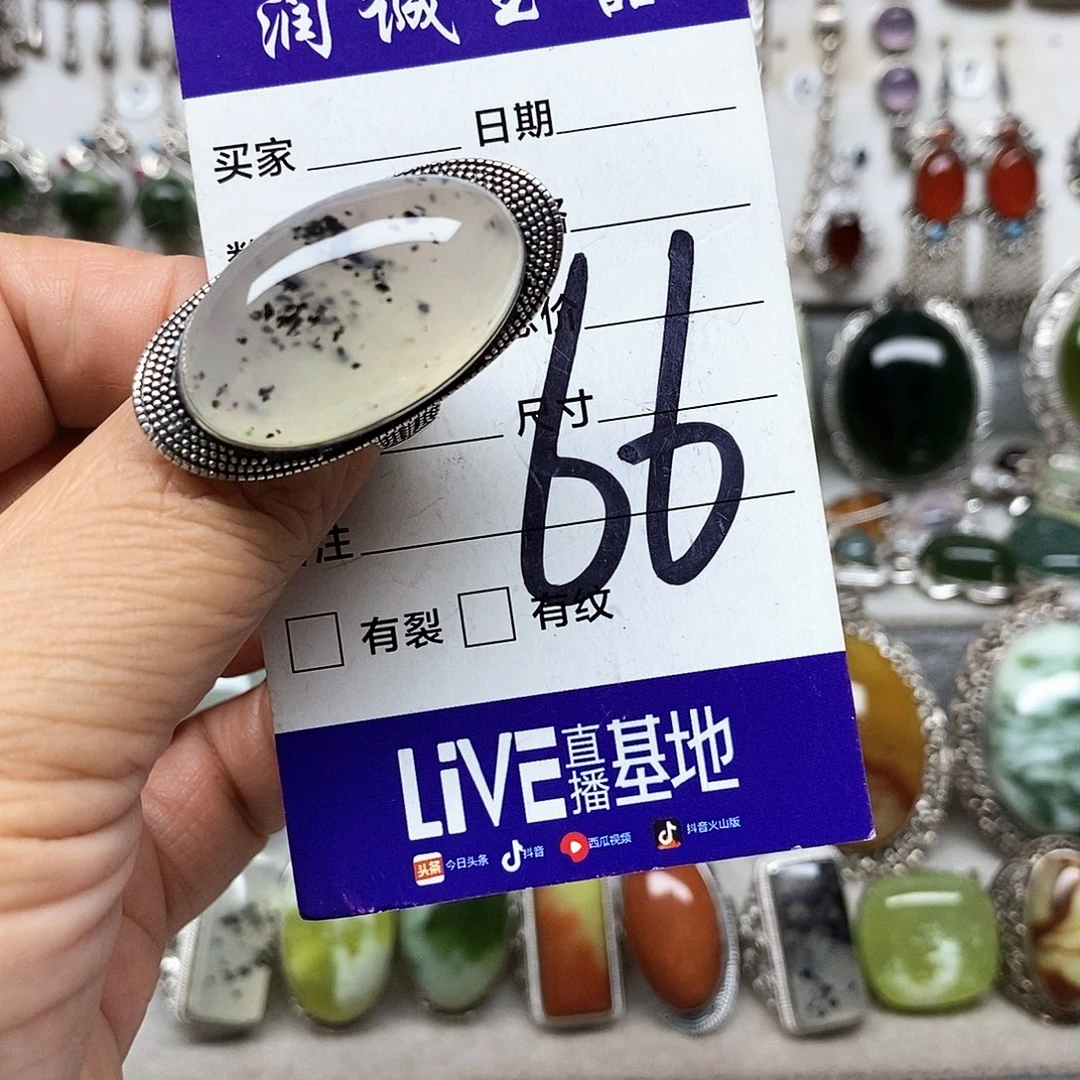 润诚
买家 日期
总价
尺寸
注
66
有裂 有纹
LiVE直播基地
头条 今日头条 抖音 西瓜视频 抖音火山版